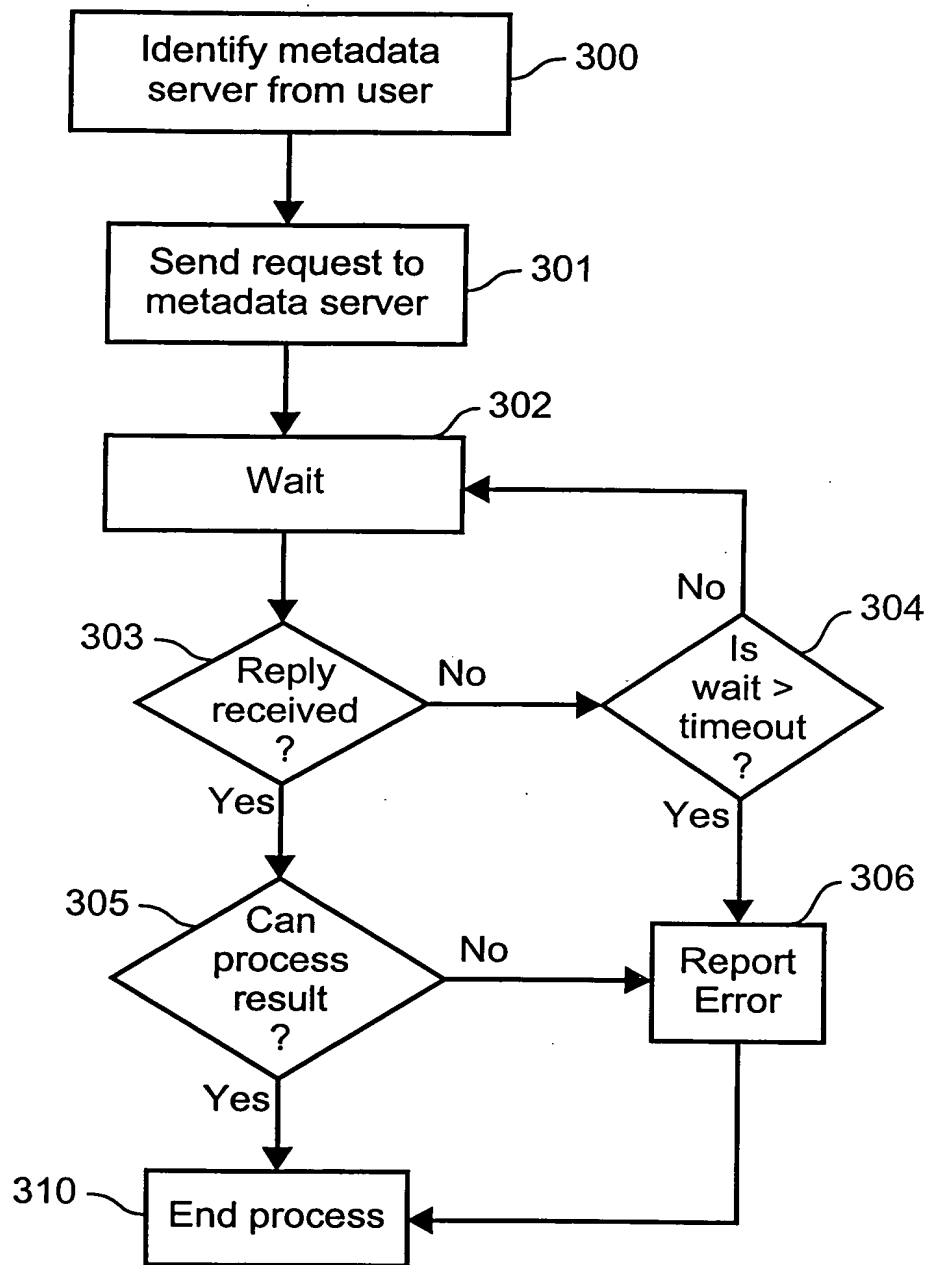 Identify metadata
server from user
300
Send request to
metadata server
301
302
Wait
No
303
Reply
received
?
No
304
Is
wait >
timeout
?
Yes
Yes
305
Can
process
result
?
No
306
Report
Error
Yes
310
End process